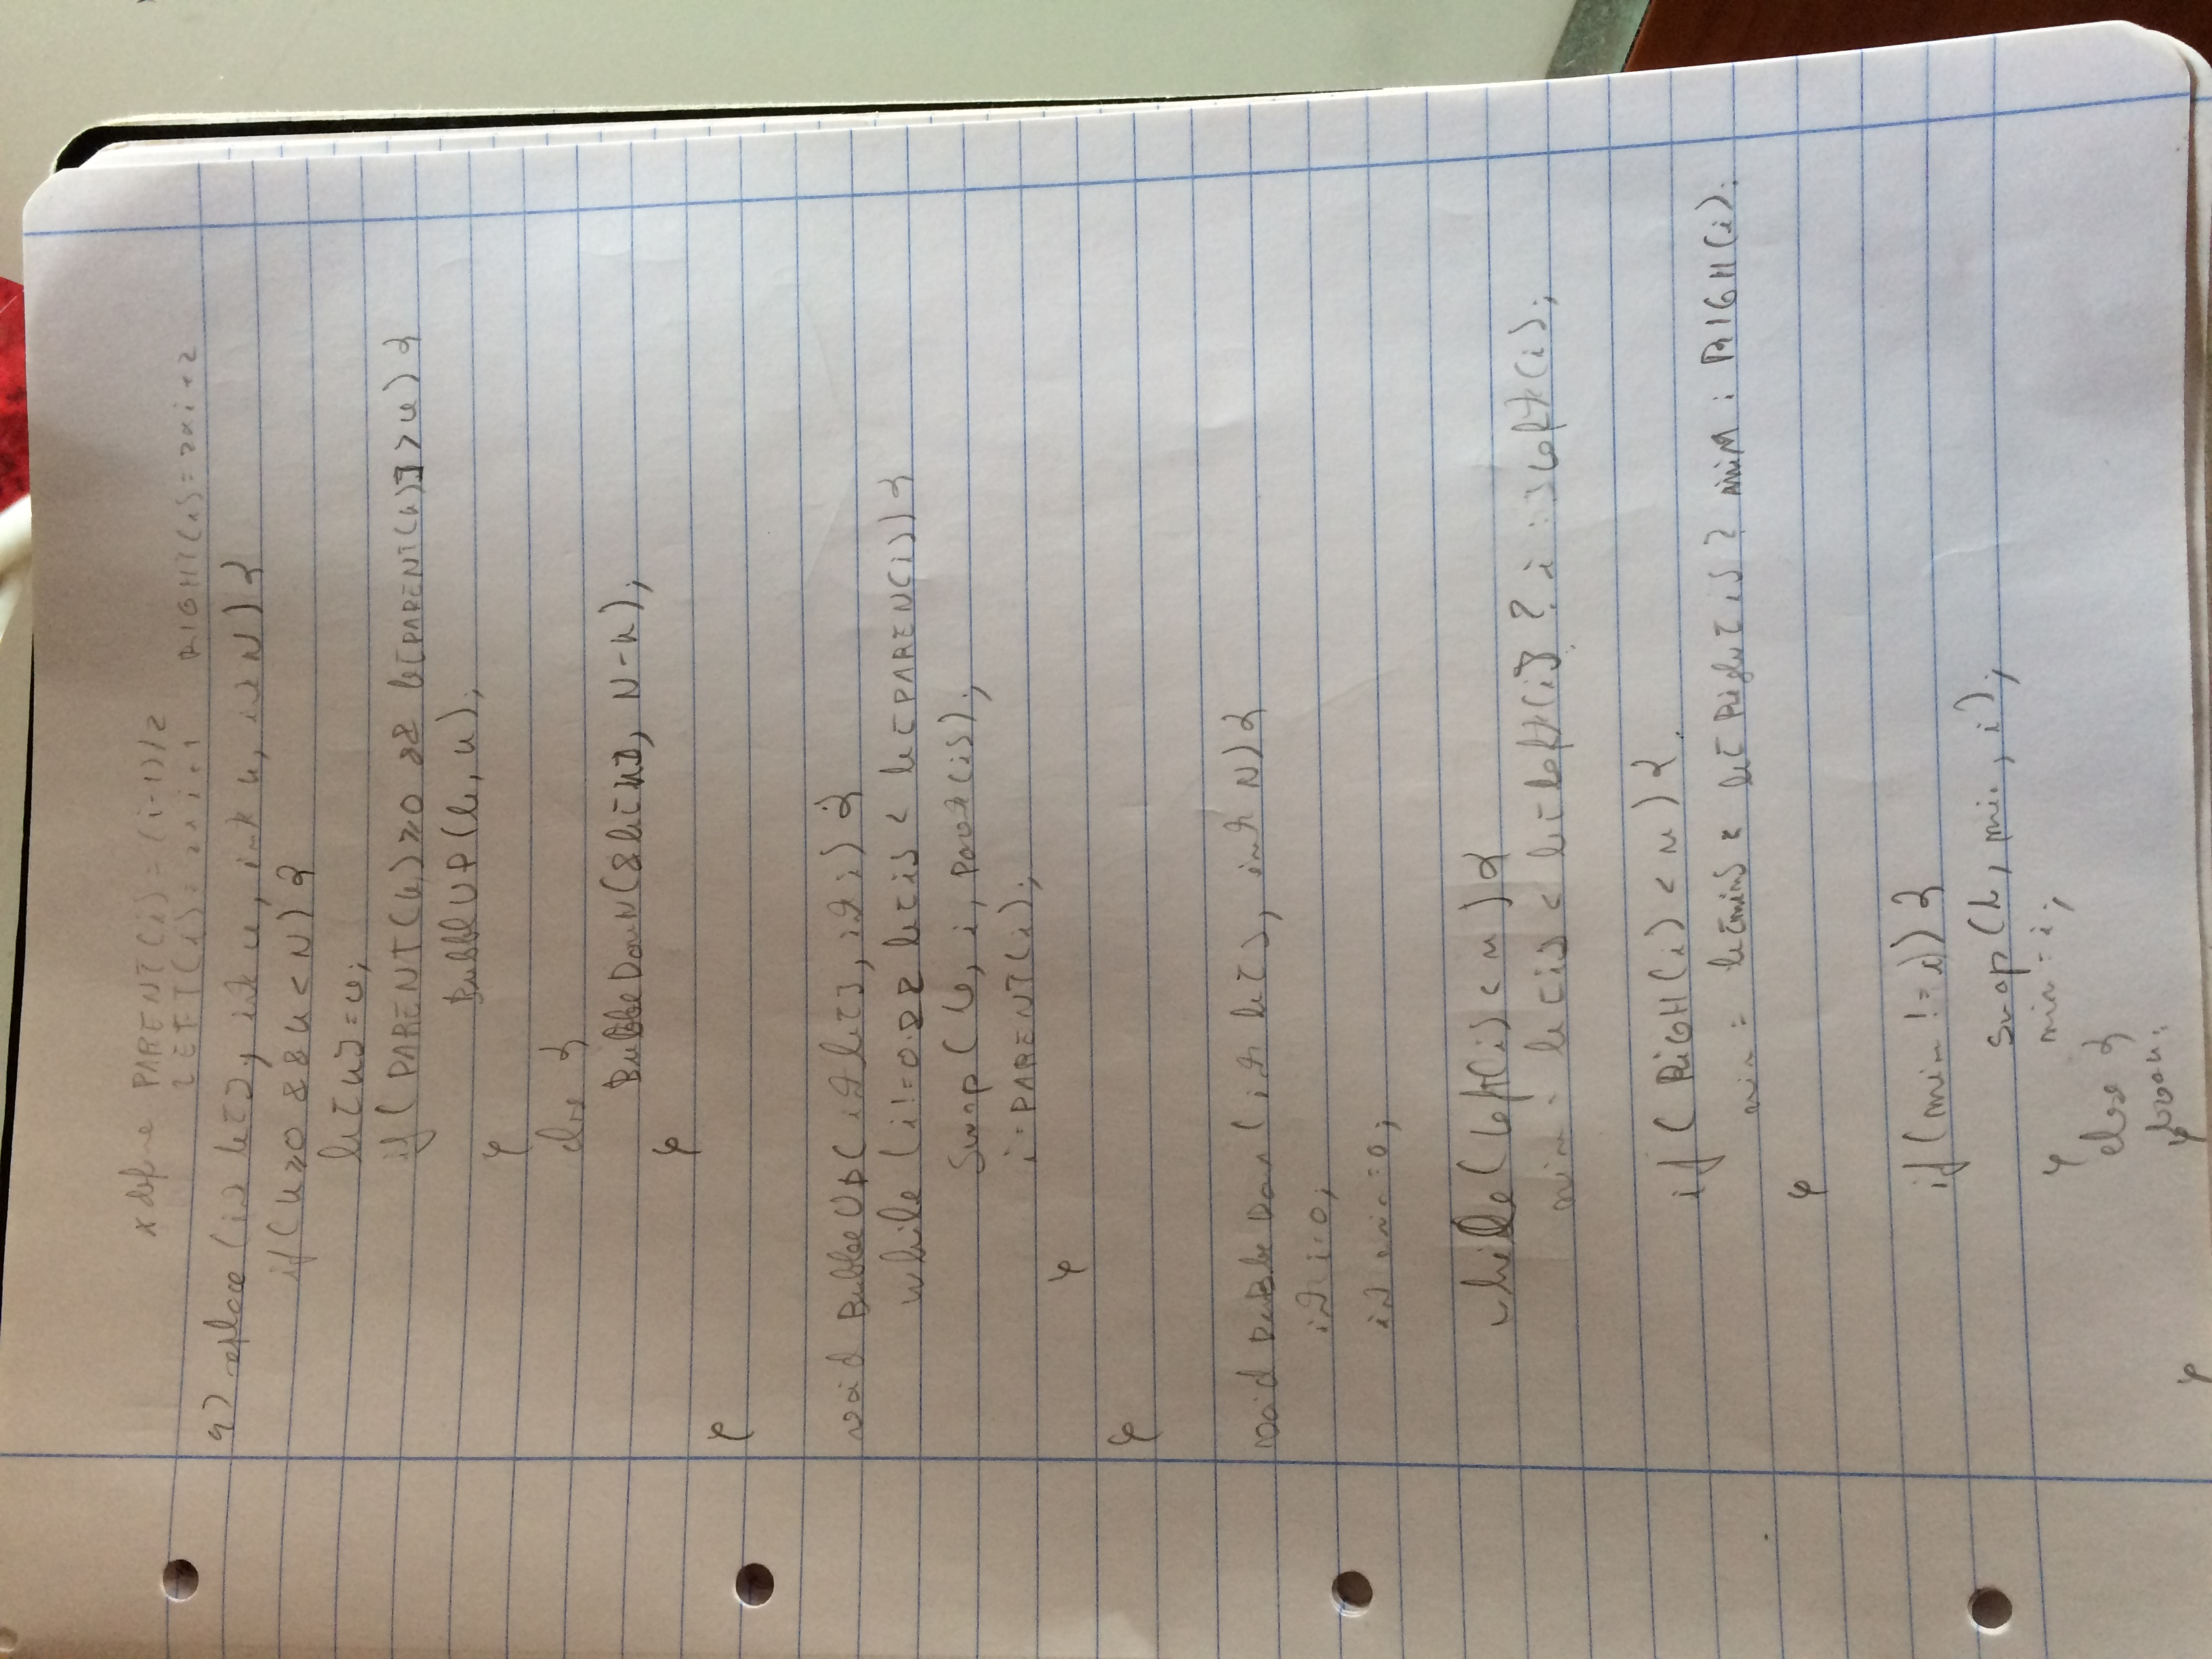 # define PARENT(i) = (i-1)/2
LEFT(i) = 2*i+1 RIGHT(i) = 2*i+2
replace (int h[], int v, int k, int N) {
if (k>=0 && k < N) {
h[k] = v;
if (PARENT(k) >= 0 && h[PARENT(k)] > v) {
BubblUP(h, k);
}
else {
BubbleDowN(&h[k], N-k);
}
}
void BubbleUp( int h[], int i) {
while (i!=0 && h[i] < h[PAREN(i)) {
Swap (h, i, Parent(i));
i = PARENT(i);
}
}
void BubbleDown (int h[], int N) {
int i=0;
int min=0;
while (left(i) < n) {
min = h[i] < h[left(i)] ? i : left(i);
if ( RIGH(i) < n) {
min = h[min] < h[Right[i] ? min : RIGH(i);
}
if (min != i) {
Swap (h, min, i);
min = i;
}
else {
break;
}
}